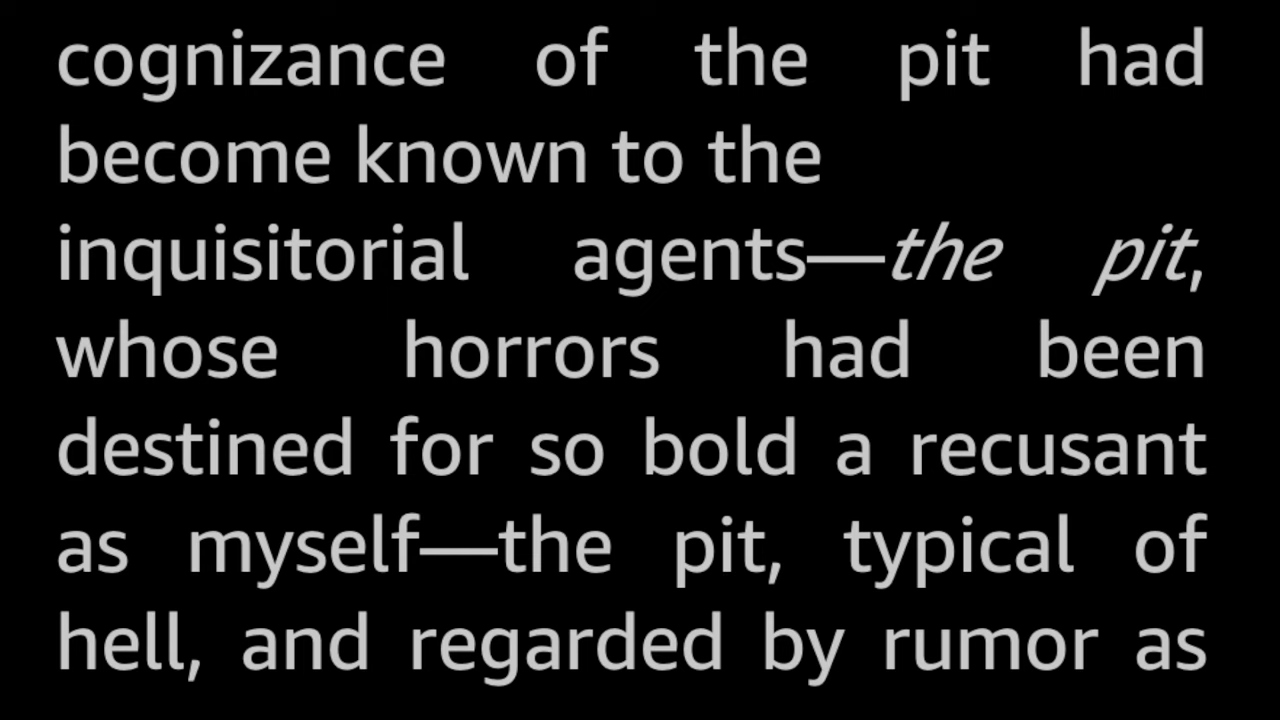 cognizance of the pit had
become known to the
inquisitorial agents—the pit,
whose horrors had been
destined for so bold a recusant
as myself—the pit, typical of
hell, and regarded by rumor as